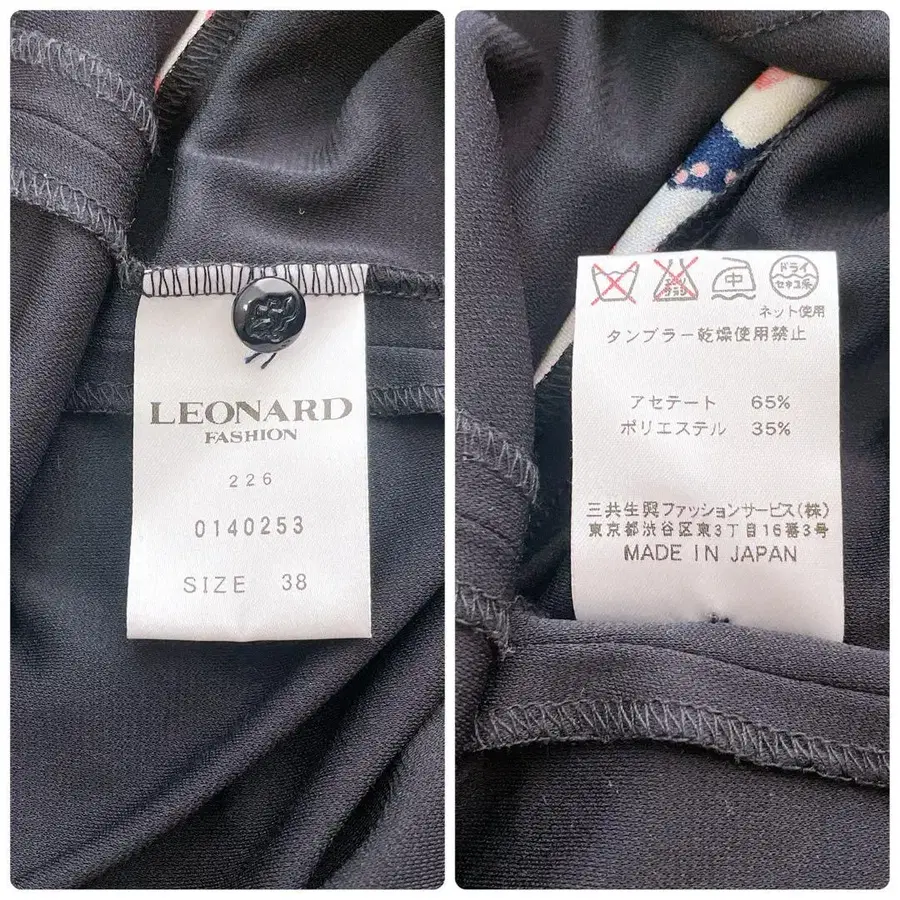 LEONARD
FASHION
226
0140253
SIZE 38
中
ドライ
セキユ系
ネット使用
タンブラー乾燥使用禁止
アセテート 65%
ポリエステル 35%
三共生興ファッションサービス(株)
東京都渋谷区東3丁目16番3号
MADE IN JAPAN